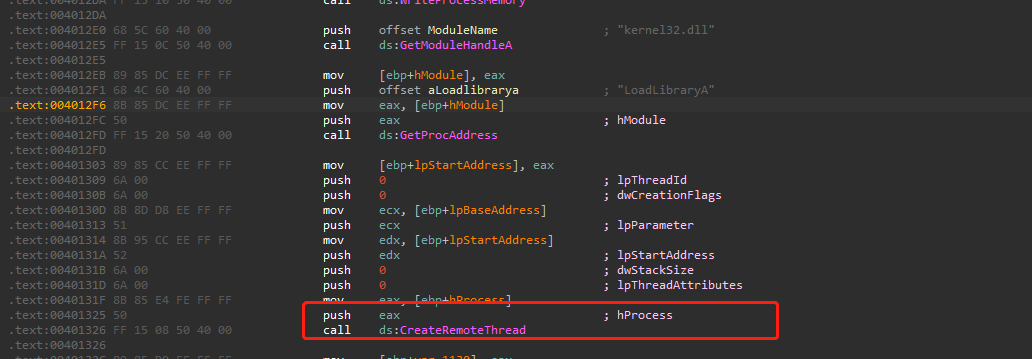 .text:004012DA FF 15 10 50 40 00 call ds:WriteProcessMemory
.text:004012DA
.text:004012E0 68 5C 60 40 00 push offset ModuleName ; "kernel32.dll"
.text:004012E5 FF 15 0C 50 40 00 call ds:GetModuleHandleA
.text:004012E5
.text:004012EB 89 85 DC EE FF FF mov [ebp+hModule], eax
.text:004012F1 68 4C 60 40 00 push offset aLoadlibrarya ; "LoadLibraryA"
.text:004012F6 8B 85 DC EE FF FF mov eax, [ebp+hModule]
.text:004012FC 50 push eax ; hModule
.text:004012FD FF 15 20 50 40 00 call ds:GetProcAddress
.text:004012FD
.text:00401303 89 85 CC EE FF FF mov [ebp+lpStartAddress], eax
.text:00401309 6A 00 push 0 ; lpThreadId
.text:0040130B 6A 00 push 0 ; dwCreationFlags
.text:0040130D 8B 8D D8 EE FF FF mov ecx, [ebp+lpBaseAddress]
.text:00401313 51 push ecx ; lpParameter
.text:00401314 8B 95 CC EE FF FF mov edx, [ebp+lpStartAddress]
.text:0040131A 52 push edx ; lpStartAddress
.text:0040131B 6A 00 push 0 ; dwStackSize
.text:0040131D 6A 00 push 0 ; lpThreadAttributes
.text:0040131F 8B 85 E4 FE FF FF mov eax, [ebp+hProcess]
.text:00401325 50 push eax ; hProcess
.text:00401326 FF 15 08 50 40 00 call ds:CreateRemoteThread
.text:00401326